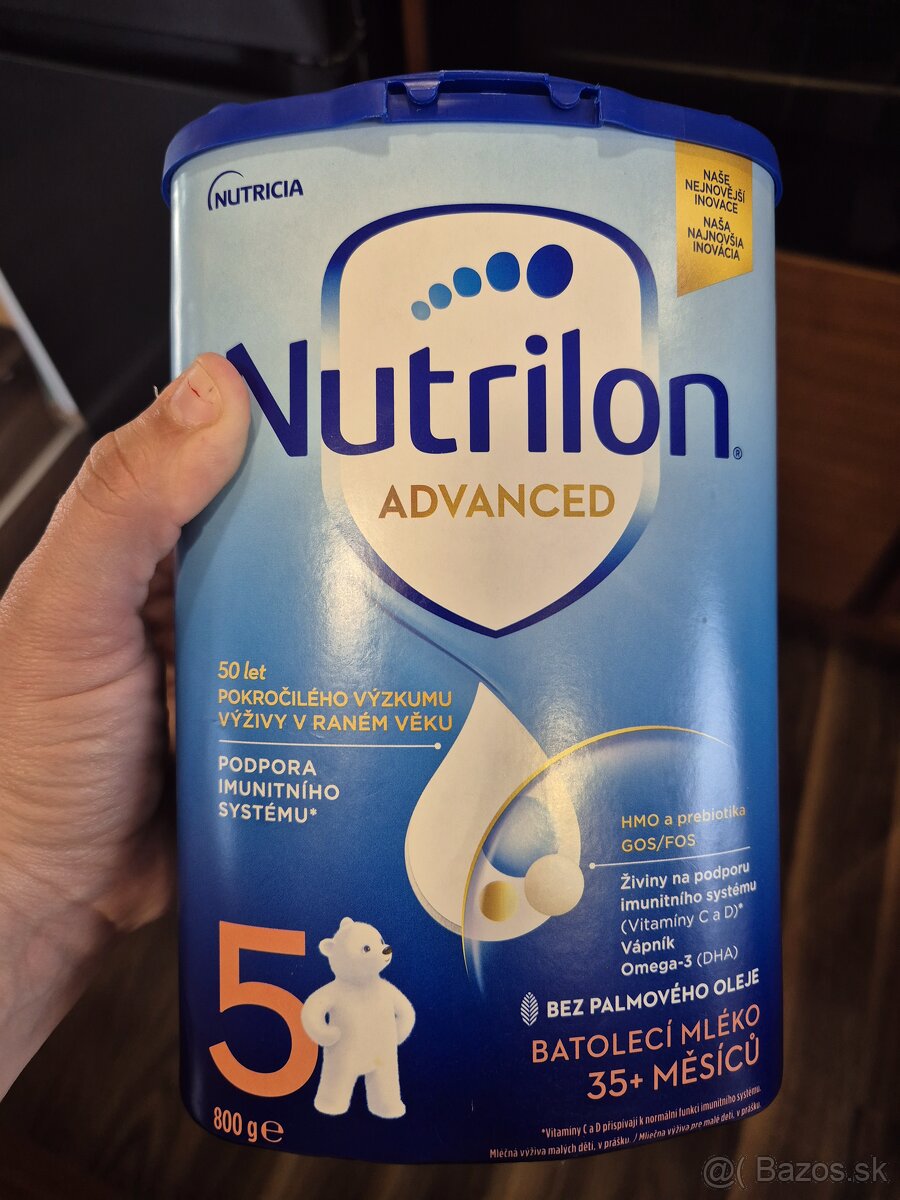 NUTRICIA
NAŠE
NEJNOVĚJŠÍ
INOVACE
NAŠA
NAJNOVŠIA
INOVÁCIA
Nutrilon®
ADVANCED
50 let
POKROČILÉHO VÝZKUMU
VÝŽIVY V RANÉM VĚKU
PODPORA
IMUNITNÍHO
SYSTÉMU*
HMO a prebiotika
GOS/FOS
Živiny na podporu
imunitního systému
(Vitamíny C a D)*
Vápník
Omega-3 (DHA)
BEZ PALMOVÉHO OLEJE
BATOLECÍ MLÉKO
35+ MĚSÍCŮ
5
800 g e
*Vitamíny C a D přispívají k normální funkci imunitního systému.
Mléčná výživa malých dětí, v prášku. / Mliečna výživa pre malé deti, v prášku.
@( Bazos.sk